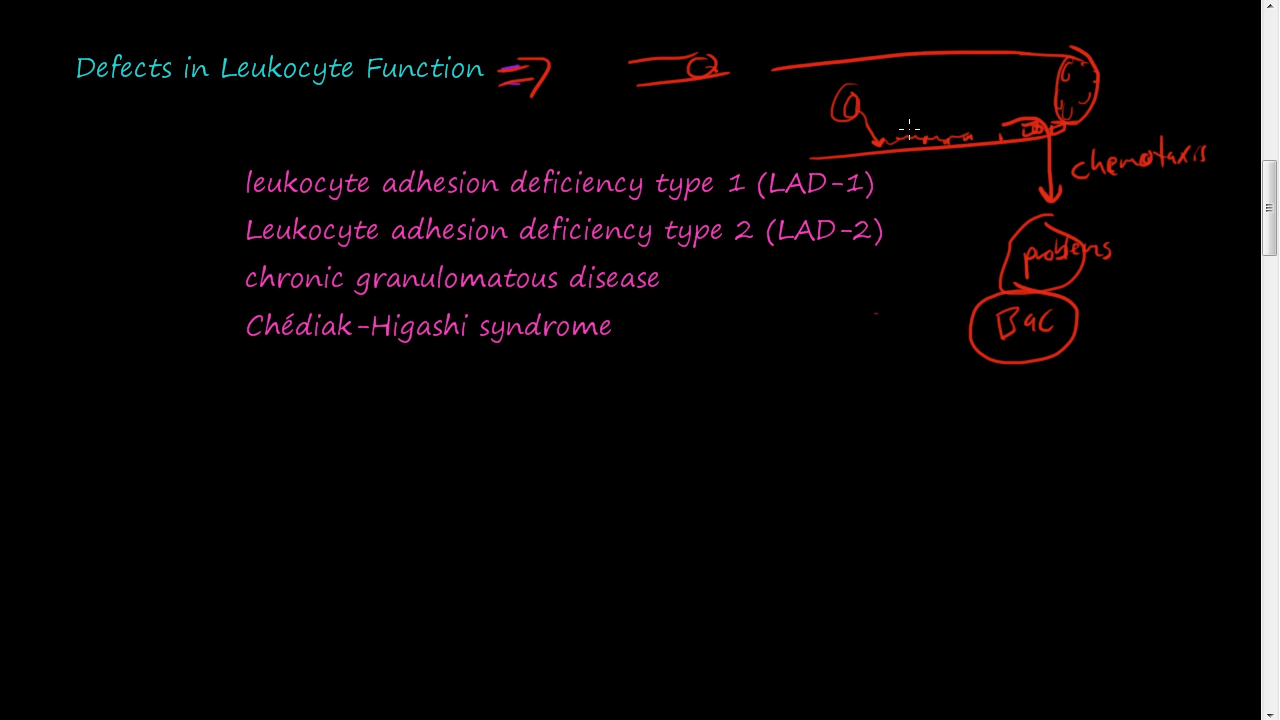 Defects in Leukocyte Function
chemotaxis
leukocyte adhesion deficiency type 1 (LAD-1)
Leukocyte adhesion deficiency type 2 (LAD-2)
problems
chronic granulomatous disease
Chédiak-Higashi syndrome
Bac